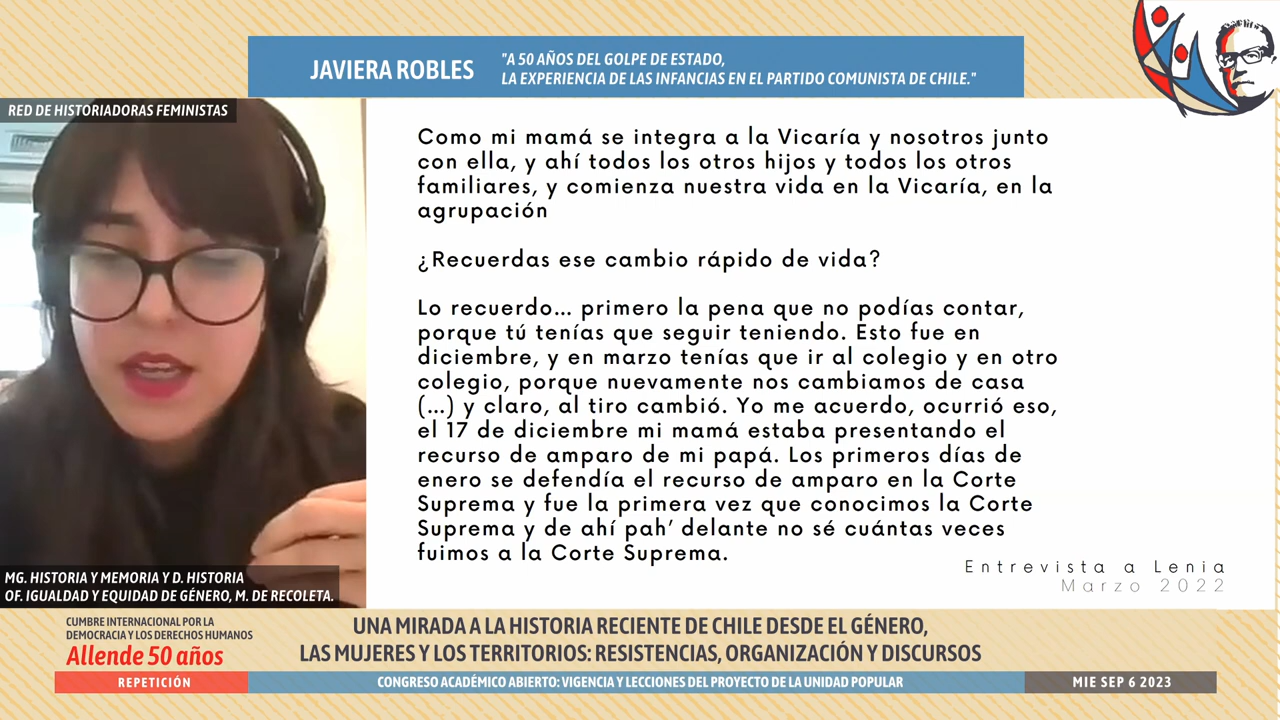 JAVIERA ROBLES
"A 50 AÑOS DEL GOLPE DE ESTADO,
LA EXPERIENCIA DE LAS INFANCIAS EN EL PARTIDO COMUNISTA DE CHILE."
RED DE HISTORIADORAS FEMINISTAS
Como mi mamá se integra a la Vicaría y nosotros junto
con ella, y ahí todos los otros hijos y todos los otros
familiares, y comienza nuestra vida en la Vicaría, en la
agrupación
¿Recuerdas ese cambio rápido de vida?
Lo recuerdo... primero la pena que no podías contar,
porque tú tenías que seguir teniendo. Esto fue en
diciembre, y en marzo tenías que ir al colegio y en otro
colegio, porque nuevamente nos cambiamos de casa
(...) y claro, al tiro cambió. Yo me acuerdo, ocurrió eso,
el 17 de diciembre mi mamá estaba presentando el
recurso de amparo de mi papá. Los primeros días de
enero se defendía el recurso de amparo en la Corte
Suprema y fue la primera vez que conocimos la Corte
Suprema y de ahí pah' delante no sé cuántas veces
fuimos a la Corte Suprema.
Entrevista a Lenia
Marzo 2022
MG. HISTORIA Y MEMORIA Y D. HISTORIA
OF. IGUALDAD Y EQUIDAD DE GÉNERO, M. DE RECOLETA.
CUMBRE INTERNACIONAL POR LA
DEMOCRACIA Y LOS DERECHOS HUMANOS
Allende 50 años
REPETICIÓN
UNA MIRADA A LA HISTORIA RECIENTE DE CHILE DESDE EL GÉNERO,
LAS MUJERES Y LOS TERRITORIOS: RESISTENCIAS, ORGANIZACIÓN Y DISCURSOS
CONGRESO ACADÉMICO ABIERTO: VIGENCIA Y LECCIONES DEL PROYECTO DE LA UNIDAD POPULAR
MIE SEP 6 2023